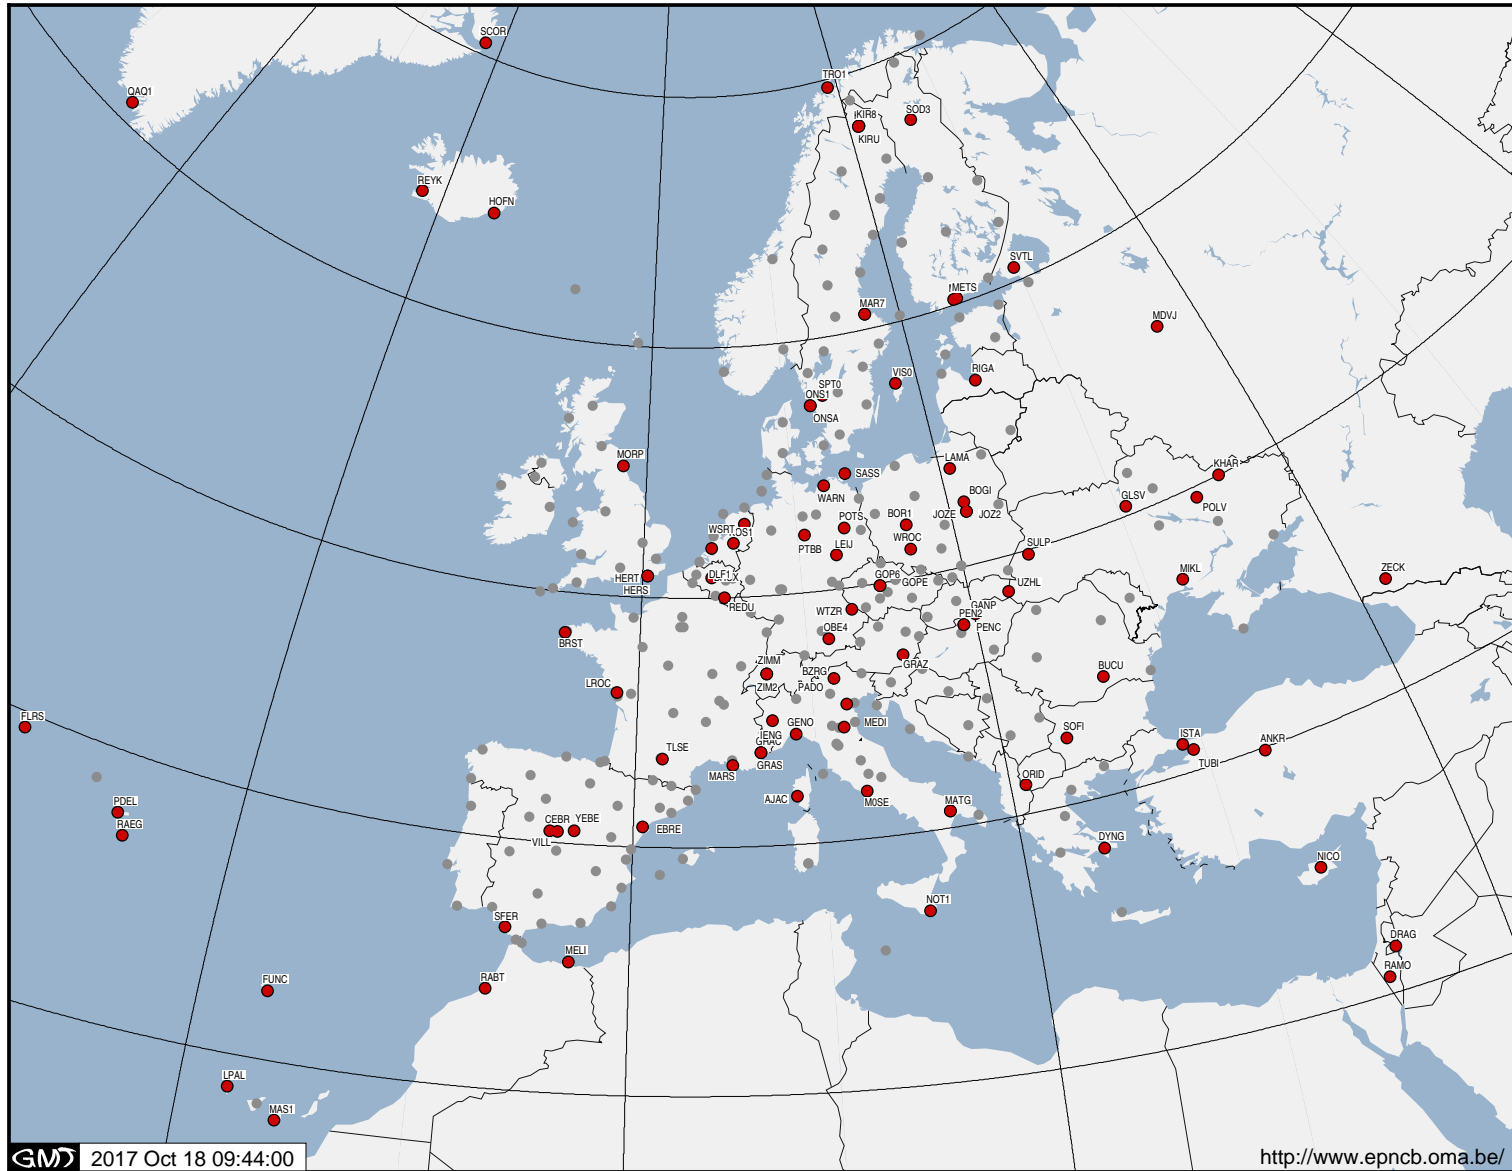 SCOR
TRO1
QAQ1
KIR8
SOD3
KIRU
REYK
HOFN
SVTL
METS
MAR7
MDVJ
RIGA
VIS0
SPT0
ONS1
ONSA
MORP
LAMA
SASS
KHAR
WARN
BOGI
GLSV
POLV
POTS
BOR1
JOZE
JOZ2
WSRT
KOS1
PTBB
LEIJ
WROC
SULP
HERT
HERS
DLF1
GOP6
GOPE
UZHL
MIKL
ZECK
REDU
WTZR
GANP
PEN2
PENC
OBE4
BRST
ZIMM
GRAZ
BZRG
BUCU
LROC
ZIM2
PADO
FLRS
GENO
MEDI
SOFI
ISTA
ANKR
IENG
GRAC
TUBI
TLSE
GRAS
MARS
ORID
AJAC
M0SE
MATG
PDEL
RAEG
CEBR
YEBE
EBRE
VILL
DYNG
NICO
NOT1
SFER
DRAG
MELI
RAMO
FUNC
RABT
LPAL
MAS1
GMT
2017 Oct 18 09:44:00
http://www.epncb.oma.be/